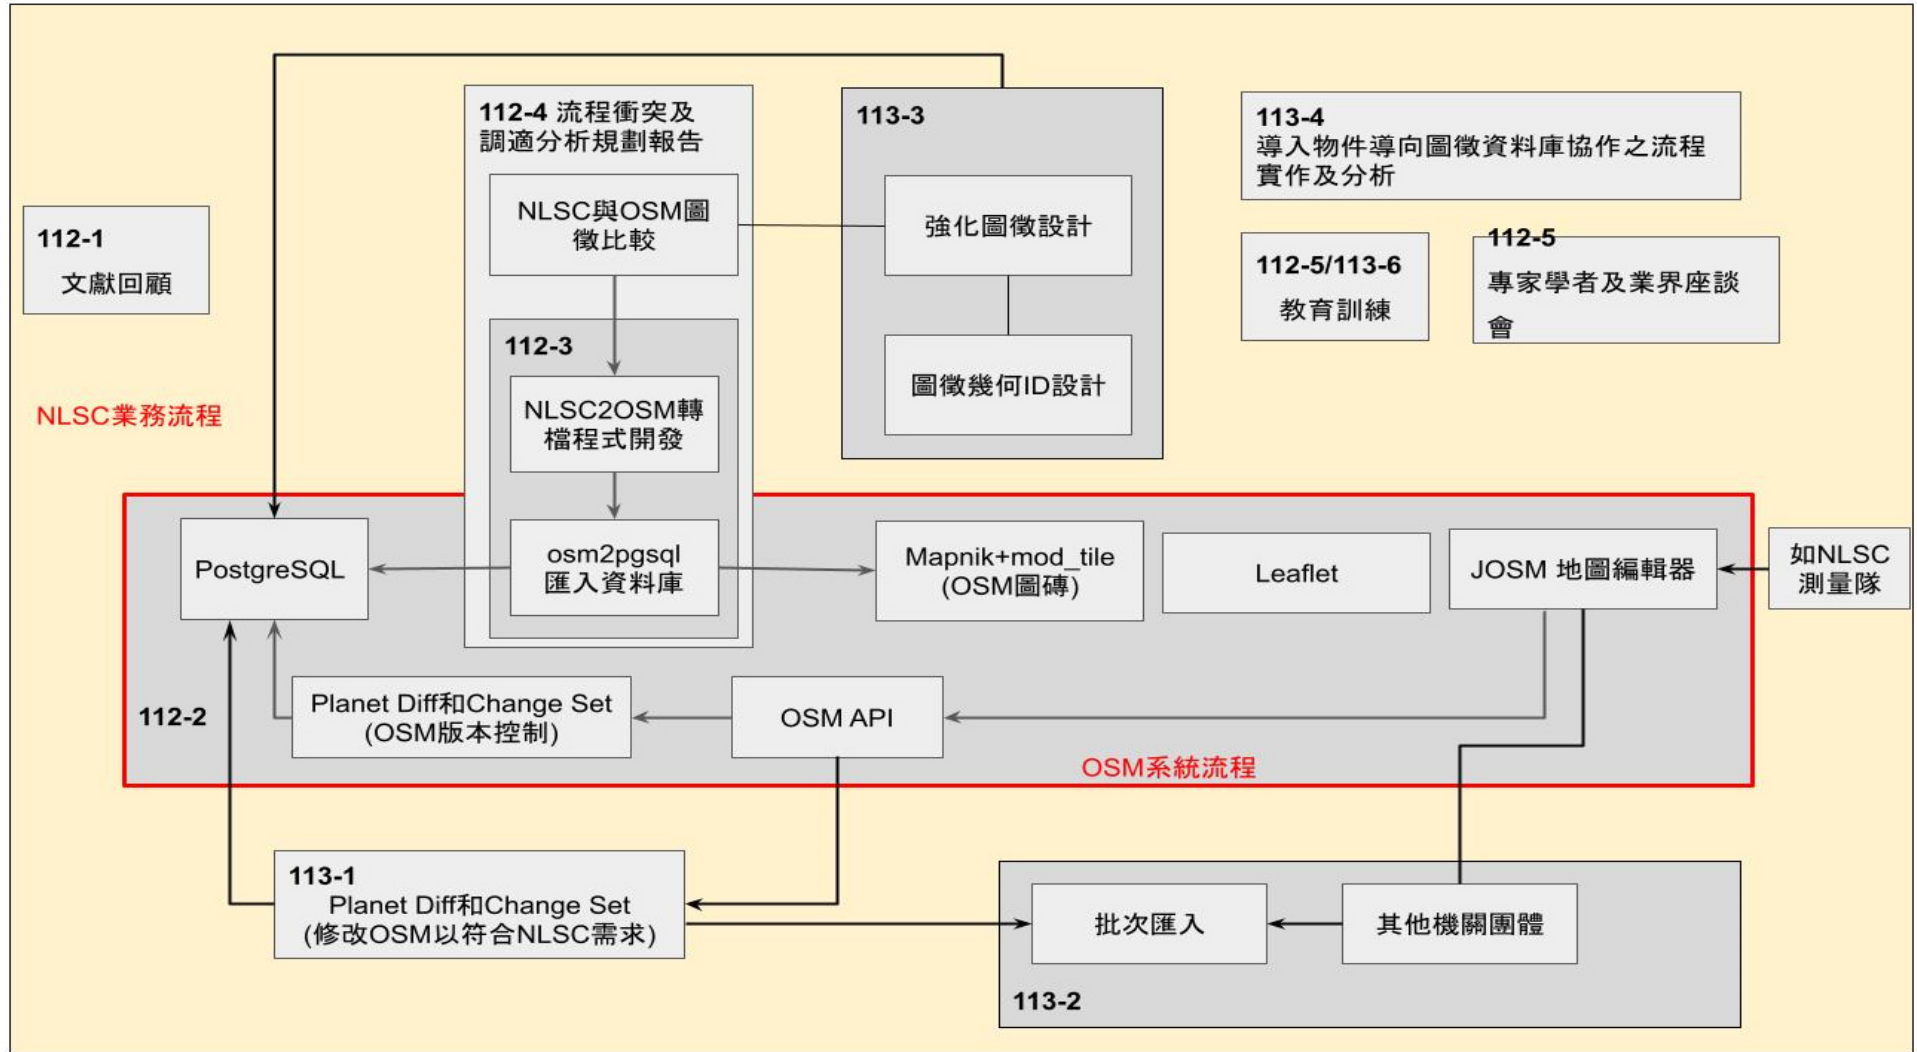 112-4 流程衝突及
調適分析規劃報告
NLSC與OSM圖
徵比較
112-3
NLSC2OSM轉
檔程式開發
osm2pgsql
匯入資料庫
113-3
強化圖徵設計
圖徵幾何ID設計
113-4
導入物件導向圖徵資料庫協作之流程
實作及分析
112-1
文獻回顧
112-5/113-6
教育訓練
112-5
專家學者及業界座談
會
NLSC業務流程
PostgreSQL
Mapnik+mod_tile
(OSM圖磚)
Leaflet
JOSM 地圖編輯器
如NLSC
測量隊
112-2
Planet Diff和Change Set
(OSM版本控制)
OSM API
OSM系統流程
113-1
Planet Diff和Change Set
(修改OSM以符合NLSC需求)
批次匯入
其他機關團體
113-2